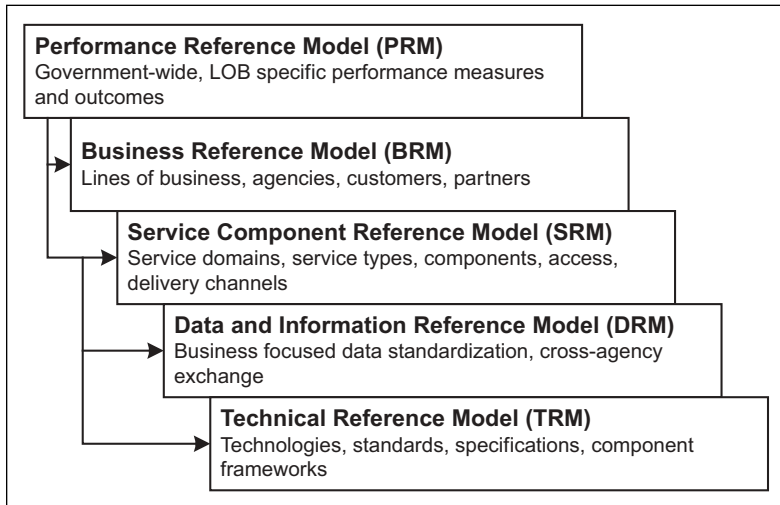 Performance Reference Model (PRM)
Government-wide, LOB specific performance measures
and outcomes
Business Reference Model (BRM)
Lines of business, agencies, customers, partners
Service Component Reference Model (SRM)
Service domains, service types, components, access,
delivery channels
Data and Information Reference Model (DRM)
Business focused data standardization, cross-agency
exchange
Technical Reference Model (TRM)
Technologies, standards, specifications, component
frameworks